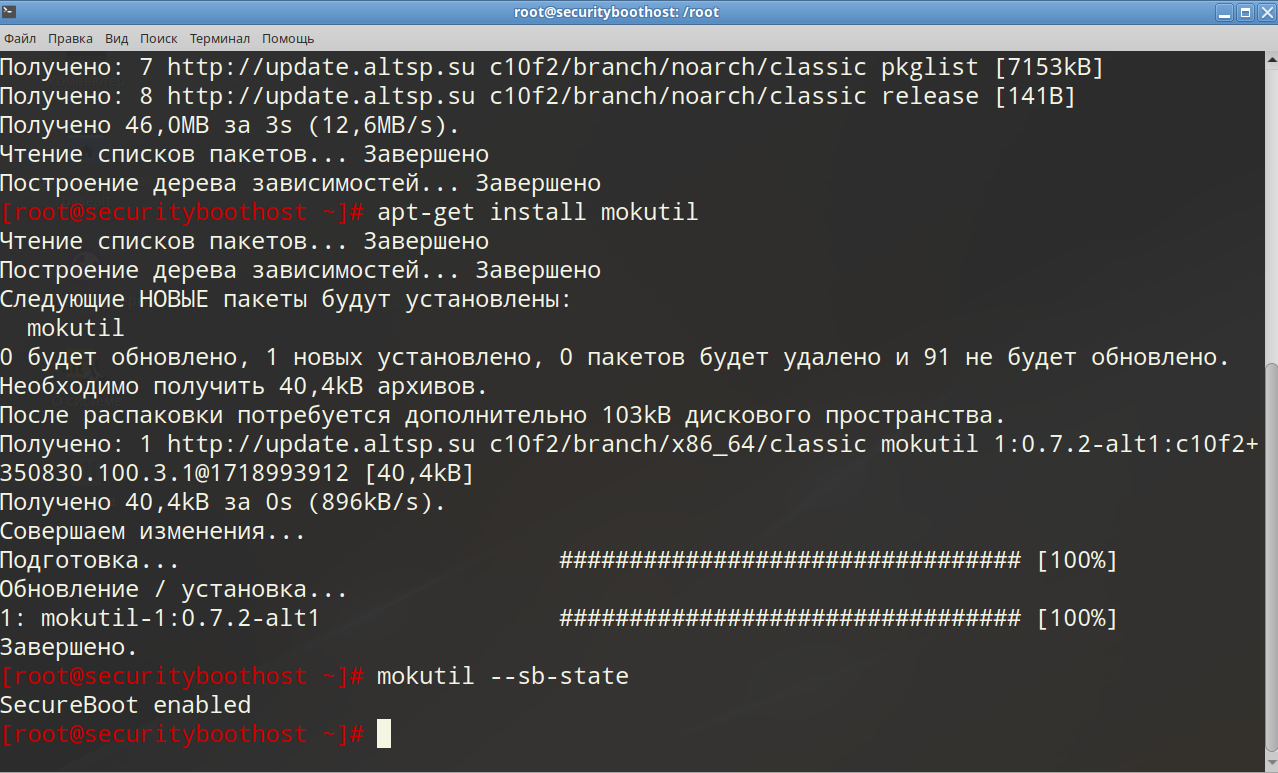 root@securityboothost: /root
Файл Правка Вид Поиск Терминал Помощь
Получено: 7 http://update.altsp.su c10f2/branch/noarch/classic pkglist [7153kB]
Получено: 8 http://update.altsp.su c10f2/branch/noarch/classic release [141B]
Получено 46,0MB за 3s (12,6MB/s).
Чтение списков пакетов... Завершено
Построение дерева зависимостей... Завершено
[root@securityboothost ~]# apt-get install mokutil
Чтение списков пакетов... Завершено
Построение дерева зависимостей... Завершено
Следующие НОВЫЕ пакеты будут установлены:
  mokutil
0 будет обновлено, 1 новых установлено, 0 пакетов будет удалено и 91 не будет обновлено.
Необходимо получить 40,4kB архивов.
После распаковки потребуется дополнительно 103kB дискового пространства.
Получено: 1 http://update.altsp.su c10f2/branch/x86_64/classic mokutil 1:0.7.2-alt1:c10f2+
350830.100.3.1@1718993912 [40,4kB]
Получено 40,4kB за 0s (896kB/s).
Совершаем изменения...
Подготовка... ################################# [100%]
Обновление / установка...
1: mokutil-1:0.7.2-alt1 ################################# [100%]
Завершено.
[root@securityboothost ~]# mokutil --sb-state
SecureBoot enabled
[root@securityboothost ~]#